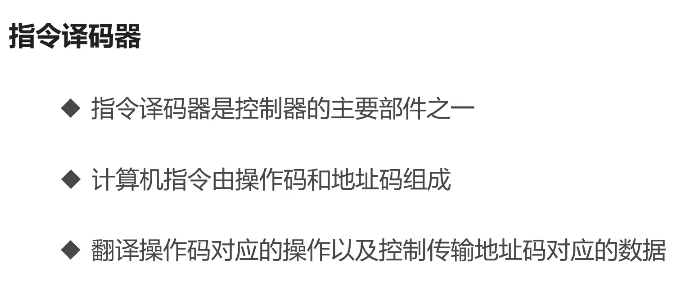 指令译码器
◆ 指令译码器是控制器的主要部件之一
◆ 计算机指令由操作码和地址码组成
◆ 翻译操作码对应的操作以及控制传输地址码对应的数据